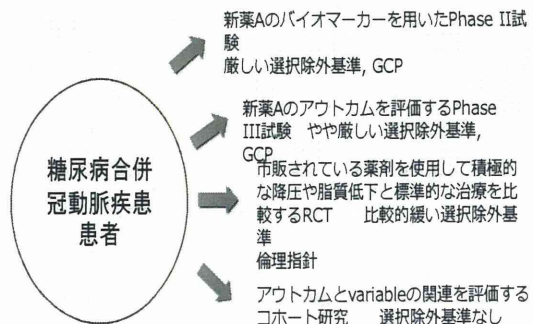 新薬Aのバイオマーカーを用いたPhase II試
験
厳しい選択除外基準, GCP
新薬Aのアウトカムを評価するPhase
III試験　やや厳しい選択除外基準,
GCP
糖尿病合併
冠動脈疾患
患者
市販されている薬剤を使用して積極的
な降圧や脂質低下と標準的な治療を比
較するRCT　　比較的緩い選択除外基
準
倫理指針
アウトカムとvariableの関連を評価する
コホート研究　　選択除外基準なし